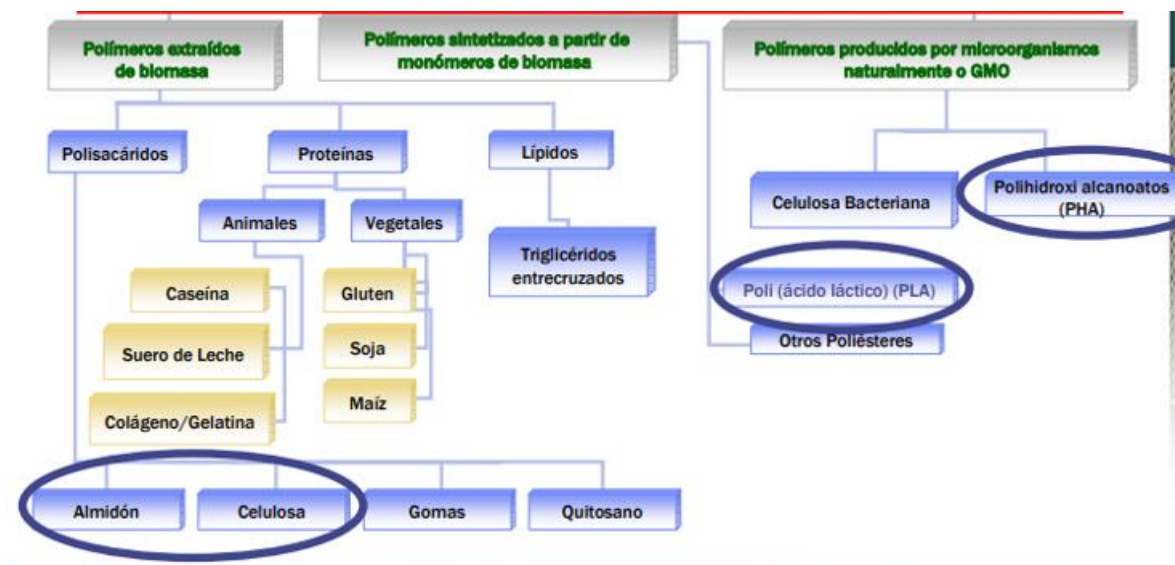 Polímeros extraídos
de biomasa
Polímeros sintetizados a partir de
monómeros de biomasa
Polímeros producidos por microorganismos
naturalmente o GMO
Polisacáridos
Proteínas
Lípidos
Animales
Vegetales
Triglicéridos
entrecruzados
Celulosa Bacteriana
Polihidroxi alcanoatos
(PHA)
Caseína
Gluten
Poli (ácido láctico) (PLA)
Suero de Leche
Soja
Otros Poliésteres
Colágeno/Gelatina
Maíz
Almidón
Celulosa
Gomas
Quitosano